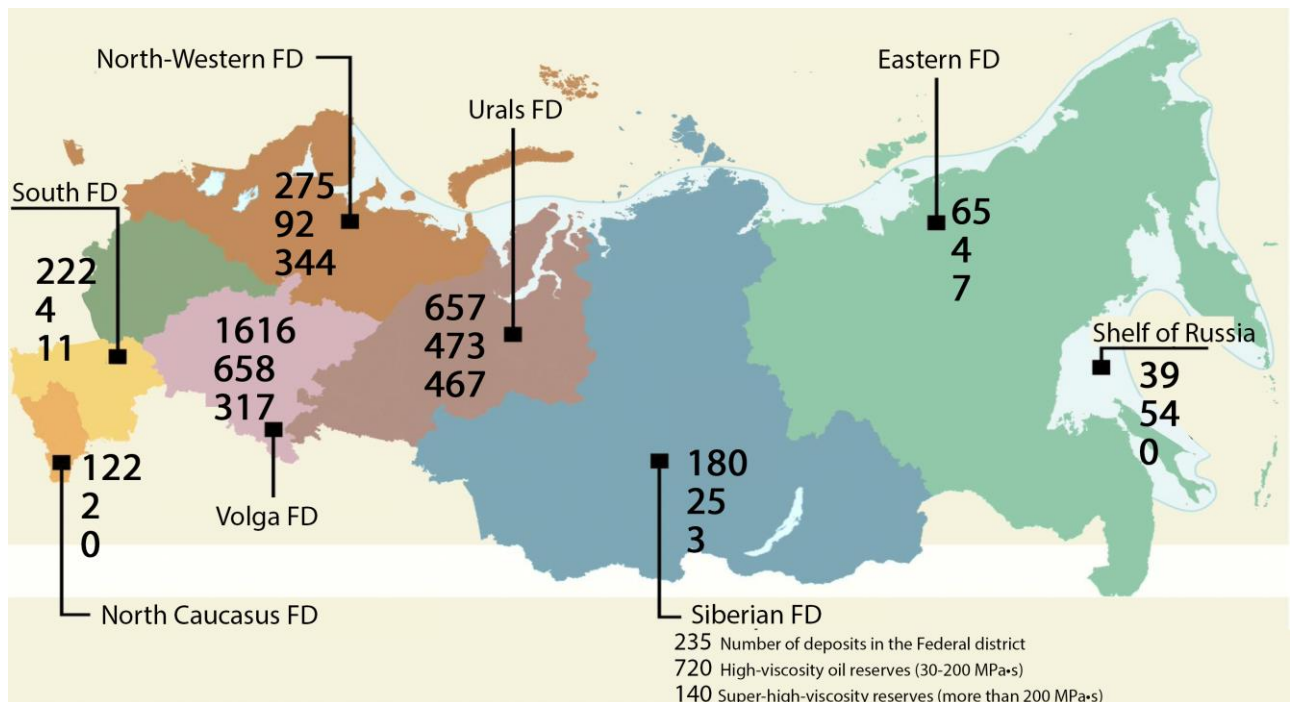 North-Western FD
Eastern FD
Urals FD
South FD
275
92
344
65
4
7
222
4
11
657
473
467
1616
658
317
Shelf of Russia
39
54
0
122
2
0
180
25
3
Volga FD
North Caucasus FD
Siberian FD
235 Number of deposits in the Federal district
720 High-viscosity oil reserves (30-200 MPa•s)
140 Super-high-viscosity reserves (more than 200 MPa•s)